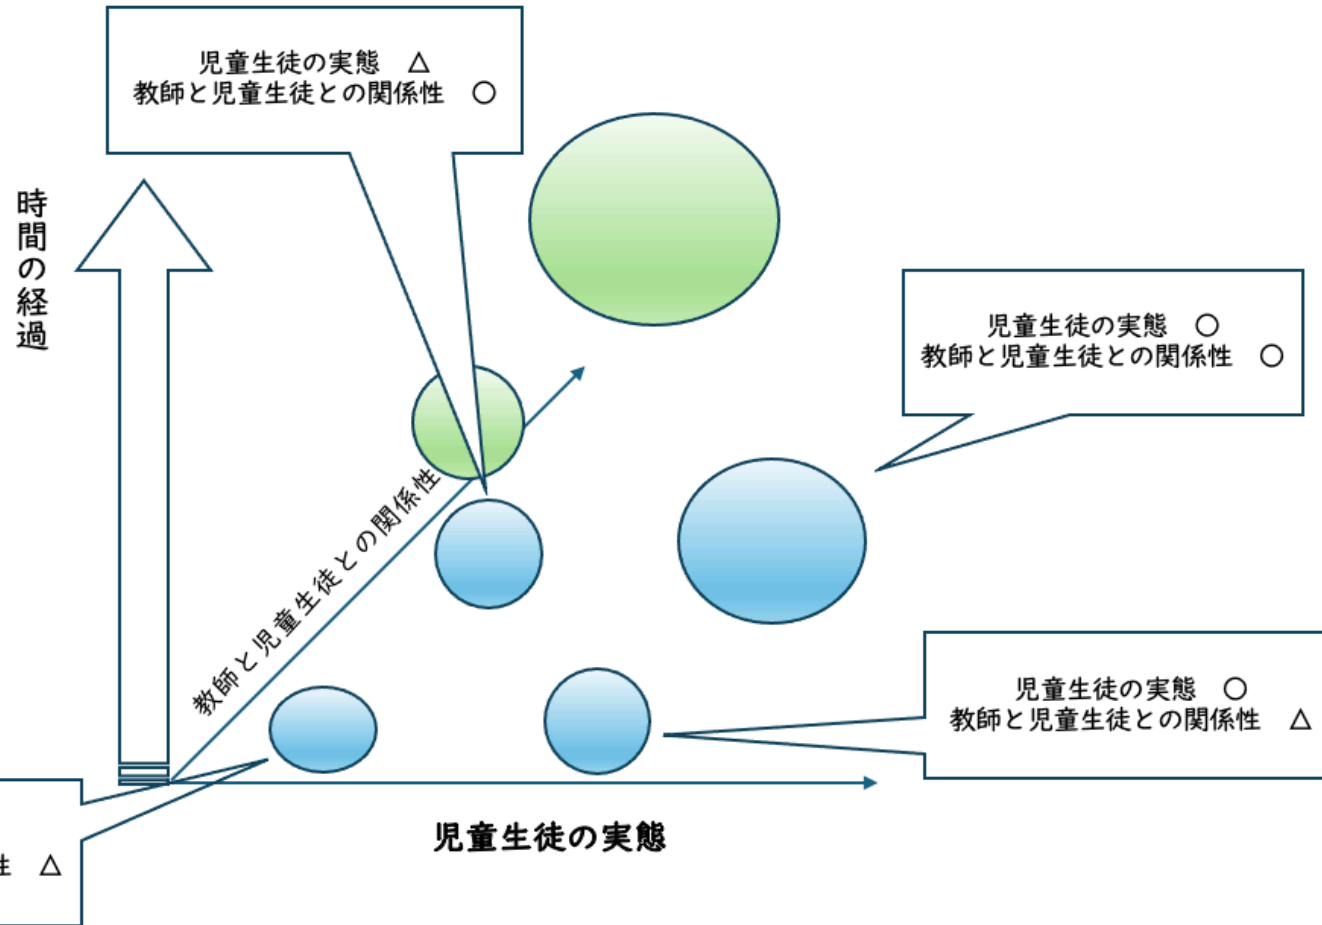 児童生徒の実態　△
教師と児童生徒との関係性　○
時間の経過
児童生徒の実態　○
教師と児童生徒との関係性　○
教師と児童生徒との関係性
児童生徒の実態　○
教師と児童生徒との関係性　△
児童生徒の実態
性　△